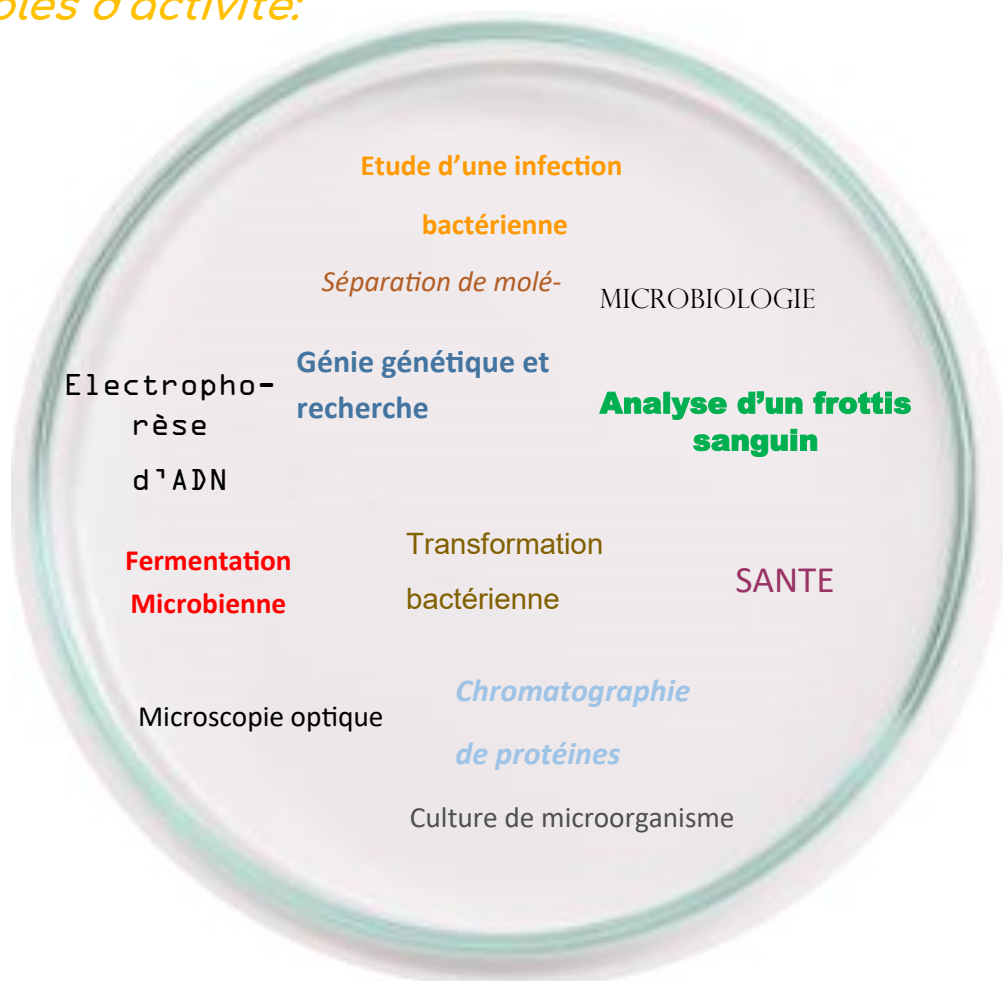 d'activité:
Etude d'une infection
bactérienne
Séparation de molé-
MICROBIOLOGIE
Génie génétique et
recherche
Electropho-
rèse
d'ADN
Analyse d'un frottis
sanguin
Fermentation
Microbienne
Transformation
bactérienne
SANTE
Microscopie optique
Chromatographie
de protéines
Culture de microorganisme